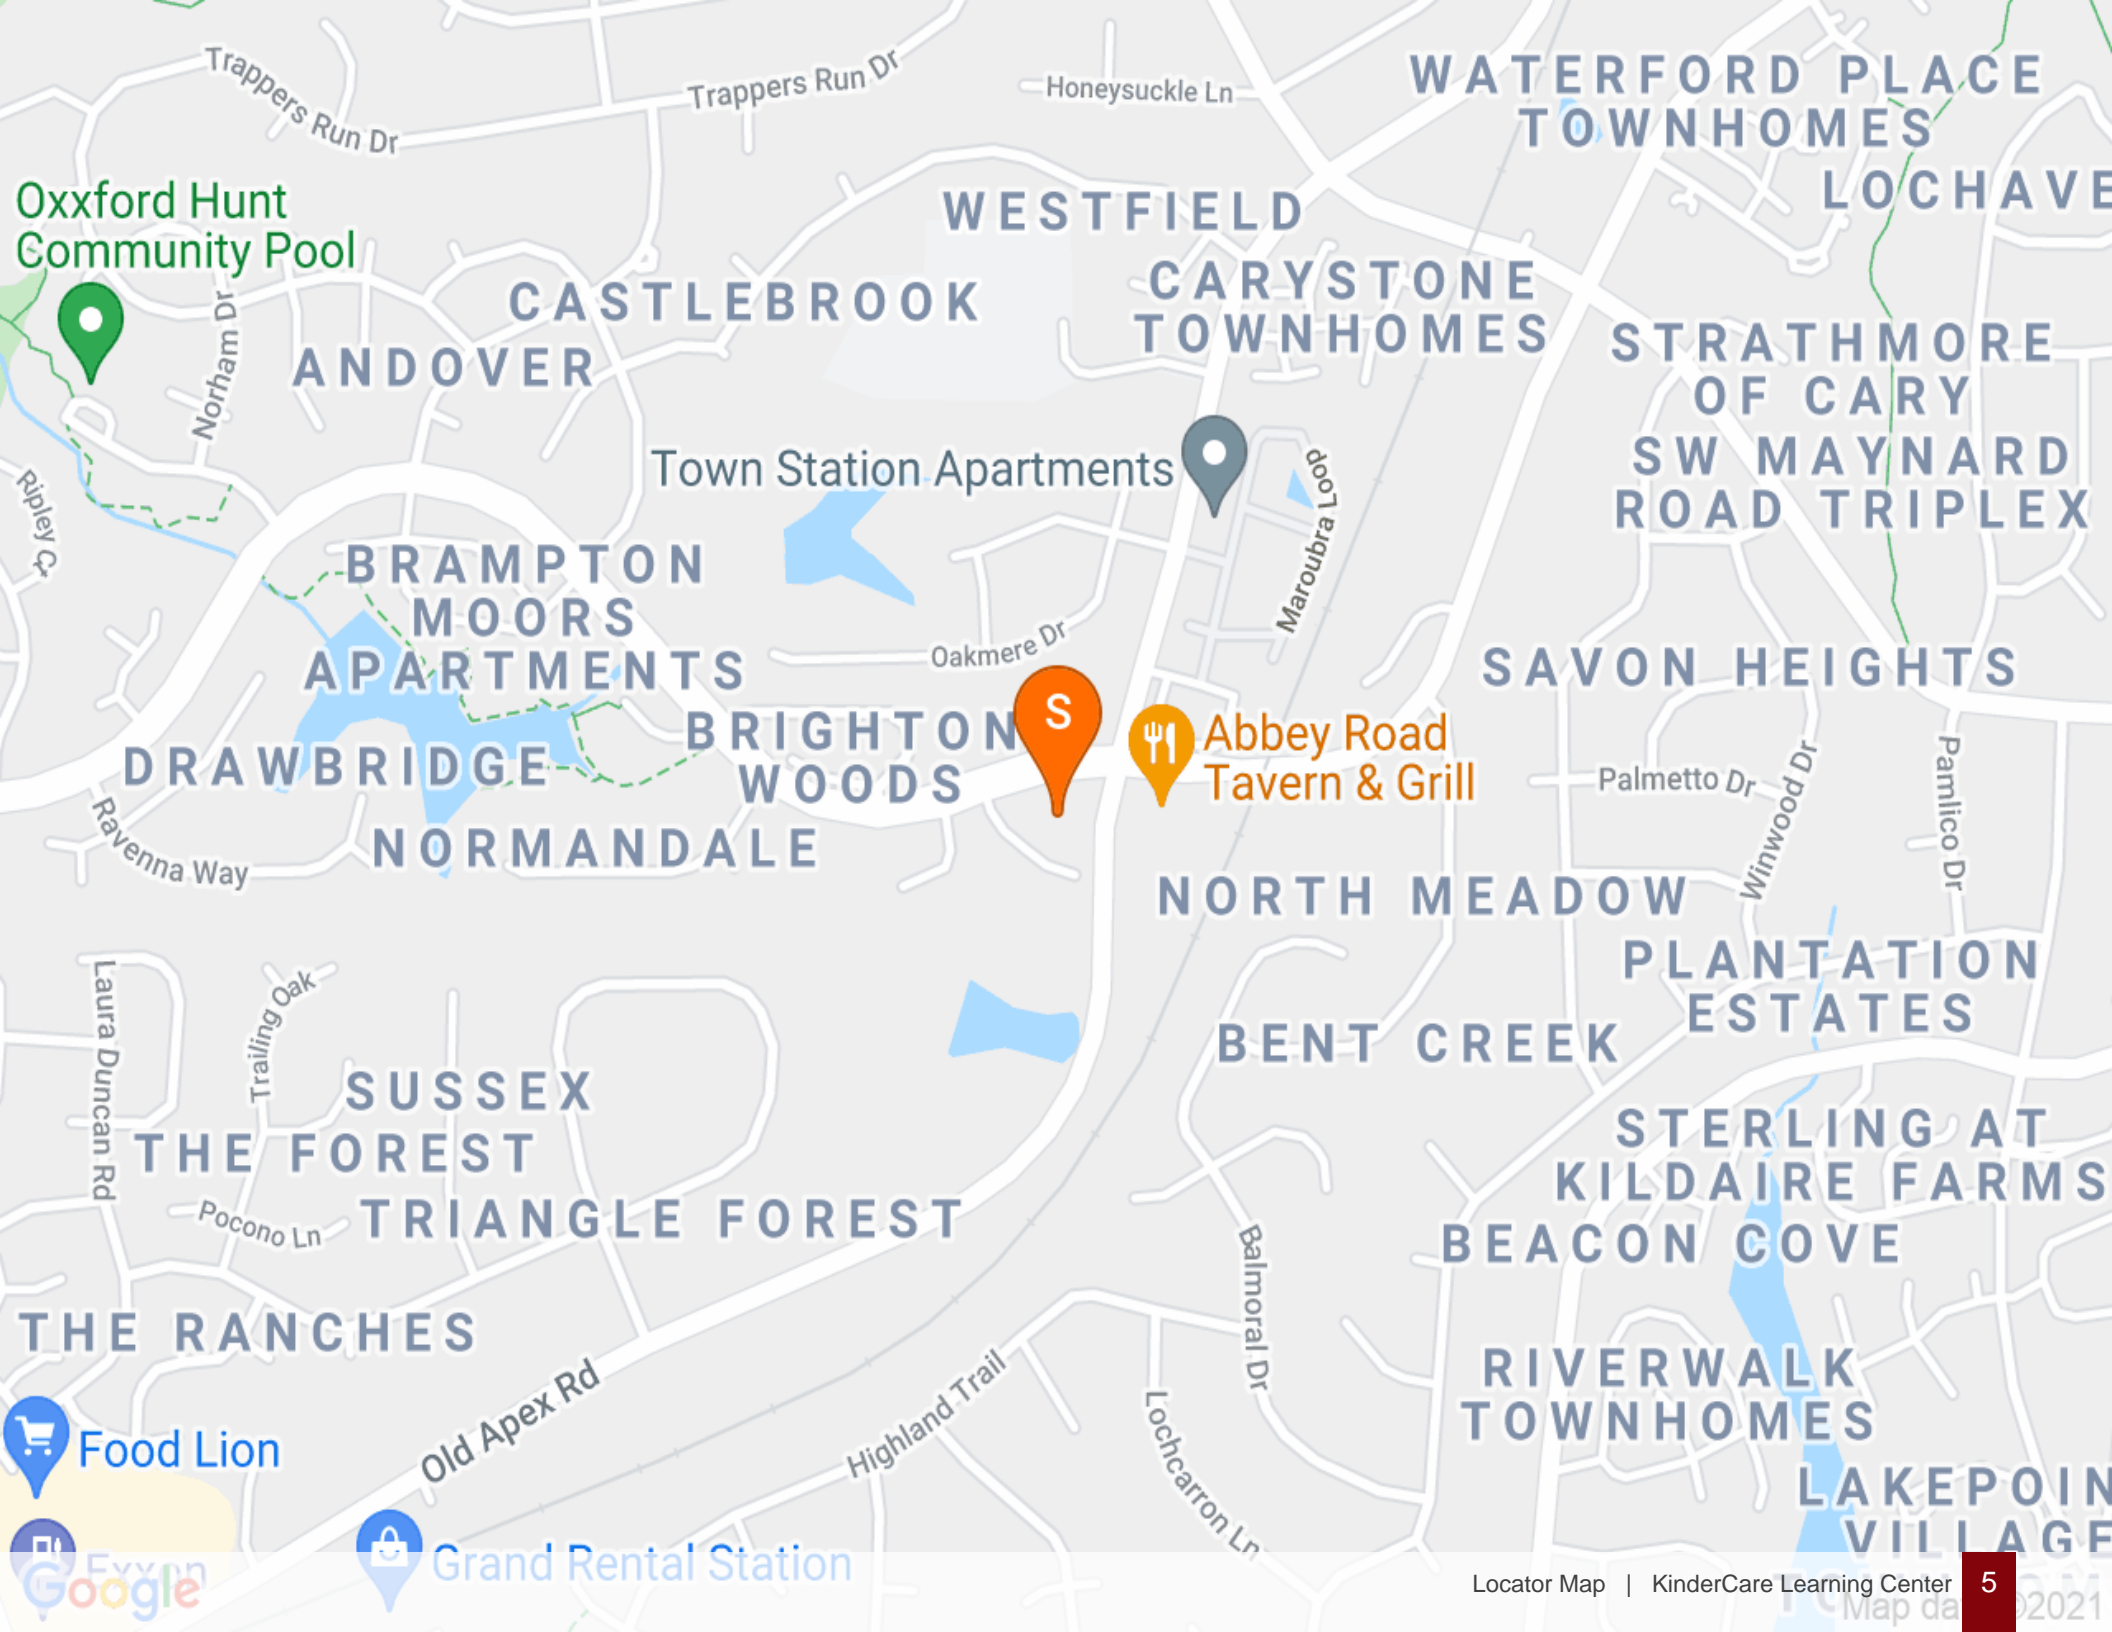 Trappers Run Dr
Trappers Run Dr
Honeysuckle Ln
WATERFORD PLACE
TOWNHOMES
LOCHAVE
Oxxford Hunt
Community Pool
WESTFIELD
CASTLEBROOK
CARYSTONE
TOWNHOMES
Norham Dr
ANDOVER
STRATHMORE
OF CARY
SW MAYNARD
ROAD TRIPLEX
Town Station Apartments
Maroubra Loop
Ripley Ct
BRAMPTON
MOORS
APARTMENTS
Oakmere Dr
SAVON HEIGHTS
S
BRIGHTON
WOODS
Abbey Road
Tavern & Grill
DRAWBRIDGE
Palmetto Dr
Winwood Dr
Pamlico Dr
Ravenna Way
NORMANDALE
NORTH MEADOW
PLANTATION
ESTATES
Laura Duncan Rd
Trailing Oak
BENT CREEK
SUSSEX
THE FOREST
STERLING AT
KILDAIRE FARMS
Pocono Ln
TRIANGLE FOREST
BEACON COVE
Balmoral Dr
THE RANCHES
RIVERWALK
TOWNHOMES
Old Apex Rd
Highland Trail
Lochcarron Ln
Food Lion
LAKEPOIN
VILLAGE
Exxon
Grand Rental Station
Google
Locator Map | KinderCare Learning Center 5
Map da ©2021